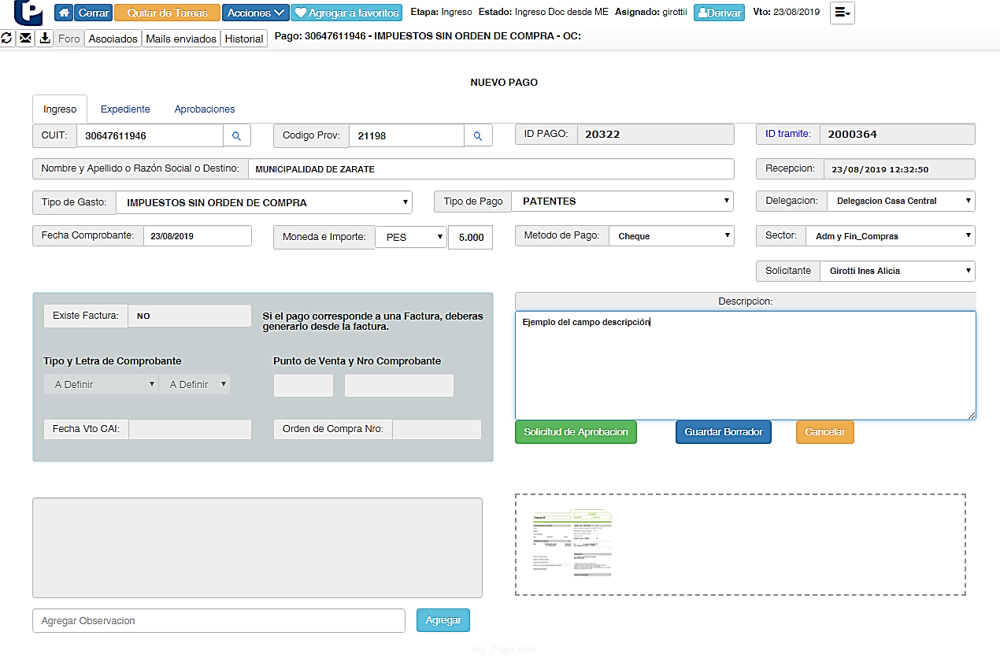 P Cerrar Quitar de Tareas Acciones Agregar a favoritos Etapa: Ingreso Estado: Ingreso Doc desde ME Asignado: girottii Derivar Vto: 23/08/2019
Foro Asociados Mails enviados Historial Pago: 30647611946 - IMPUESTOS SIN ORDEN DE COMPRA - OC:
NUEVO PAGO
Ingreso Expediente Aprobaciones
CUIT: 30647611946 Codigo Prov: 21198 ID PAGO: 20322 ID tramite: 2000364
Nombre y Apellido o Razón Social o Destino: MUNICIPALIDAD DE ZARATE Recepcion: 23/08/2019 12:32:50
Tipo de Gasto: IMPUESTOS SIN ORDEN DE COMPRA Tipo de Pago PATENTES Delegacion: Delegacion Casa Central
Fecha Comprobante: 23/08/2019 Moneda e Importe: PES 5.000 Metodo de Pago: Cheque Sector: Adm y Fin_Compras
Solicitante Girotti Ines Alicia
Existe Factura: NO Si el pago corresponde a una Factura, deberas
generarlo desde la factura.
Descripcion:
Ejemplo del campo descripción
Tipo y Letra de Comprobante Punto de Venta y Nro Comprobante
A Definir A Definir
Fecha Vto CAI: Orden de Compra Nro:
Solicitud de Aprobacion Guardar Borrador Cancelar
Agregar Observacion Agregar
Ing_Pago.html